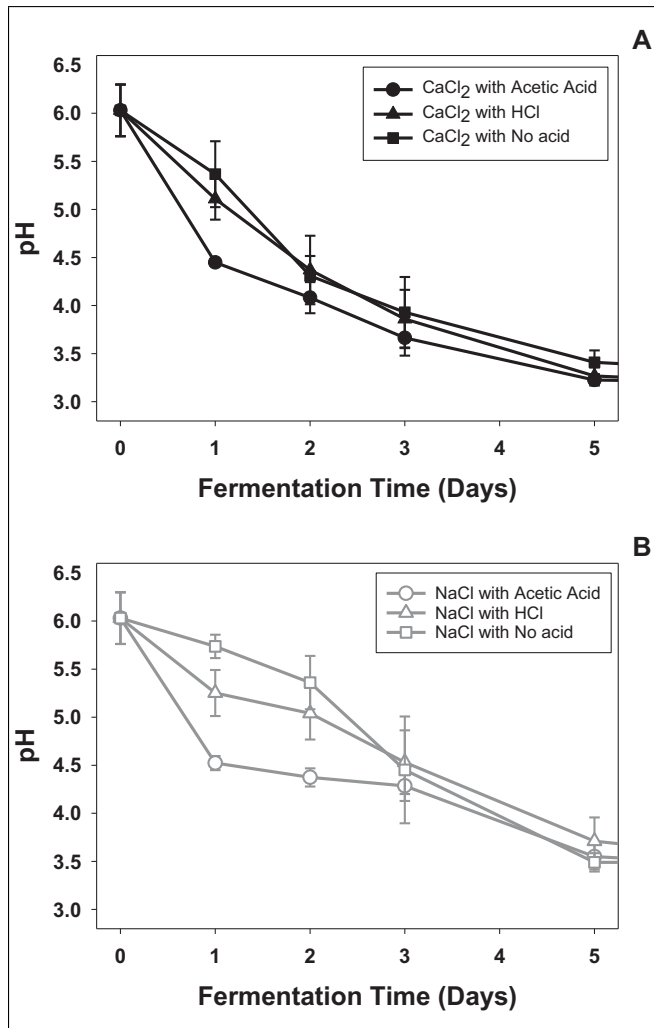 A
6.5
6.0
5.5
5.0
4.5
4.0
3.5
3.0
pH
CaCl2 with Acetic Acid
CaCl2 with HCl
CaCl2 with No acid
0 1 2 3 4 5
Fermentation Time (Days)
B
6.5
6.0
5.5
5.0
4.5
4.0
3.5
3.0
pH
NaCl with Acetic Acid
NaCl with HCl
NaCl with No acid
0 1 2 3 4 5
Fermentation Time (Days)